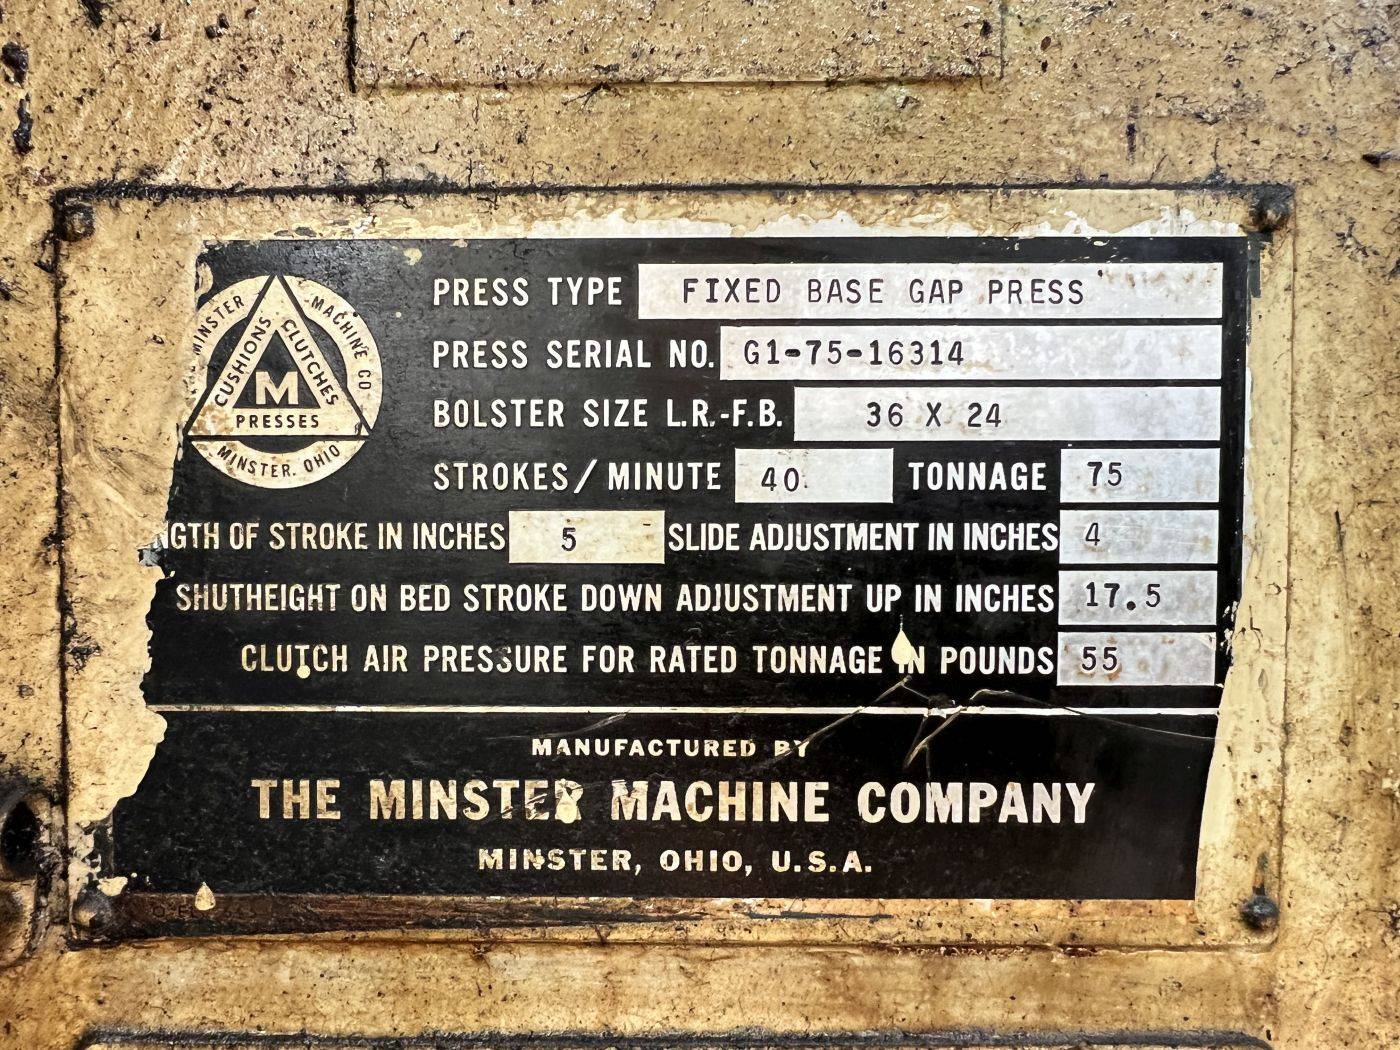 MINSTER MACHINE CO
CUSHIONS CLUTCHES
M
PRESSES
MINSTER. OHIO
PRESS TYPE FIXED BASE GAP PRESS
PRESS SERIAL NO. G1-75-16314
BOLSTER SIZE L.R.-F.B. 36 X 24
STROKES/MINUTE 40 TONNAGE 75
NGTH OF STROKE IN INCHES 5 SLIDE ADJUSTMENT IN INCHES 4
SHUTHEIGHT ON BED STROKE DOWN ADJUSTMENT UP IN INCHES 17.5
CLUTCH AIR PRESSURE FOR RATED TONNAGE IN POUNDS 55
MANUFACTURED BY
THE MINSTER MACHINE COMPANY
MINSTER, OHIO, U.S.A.